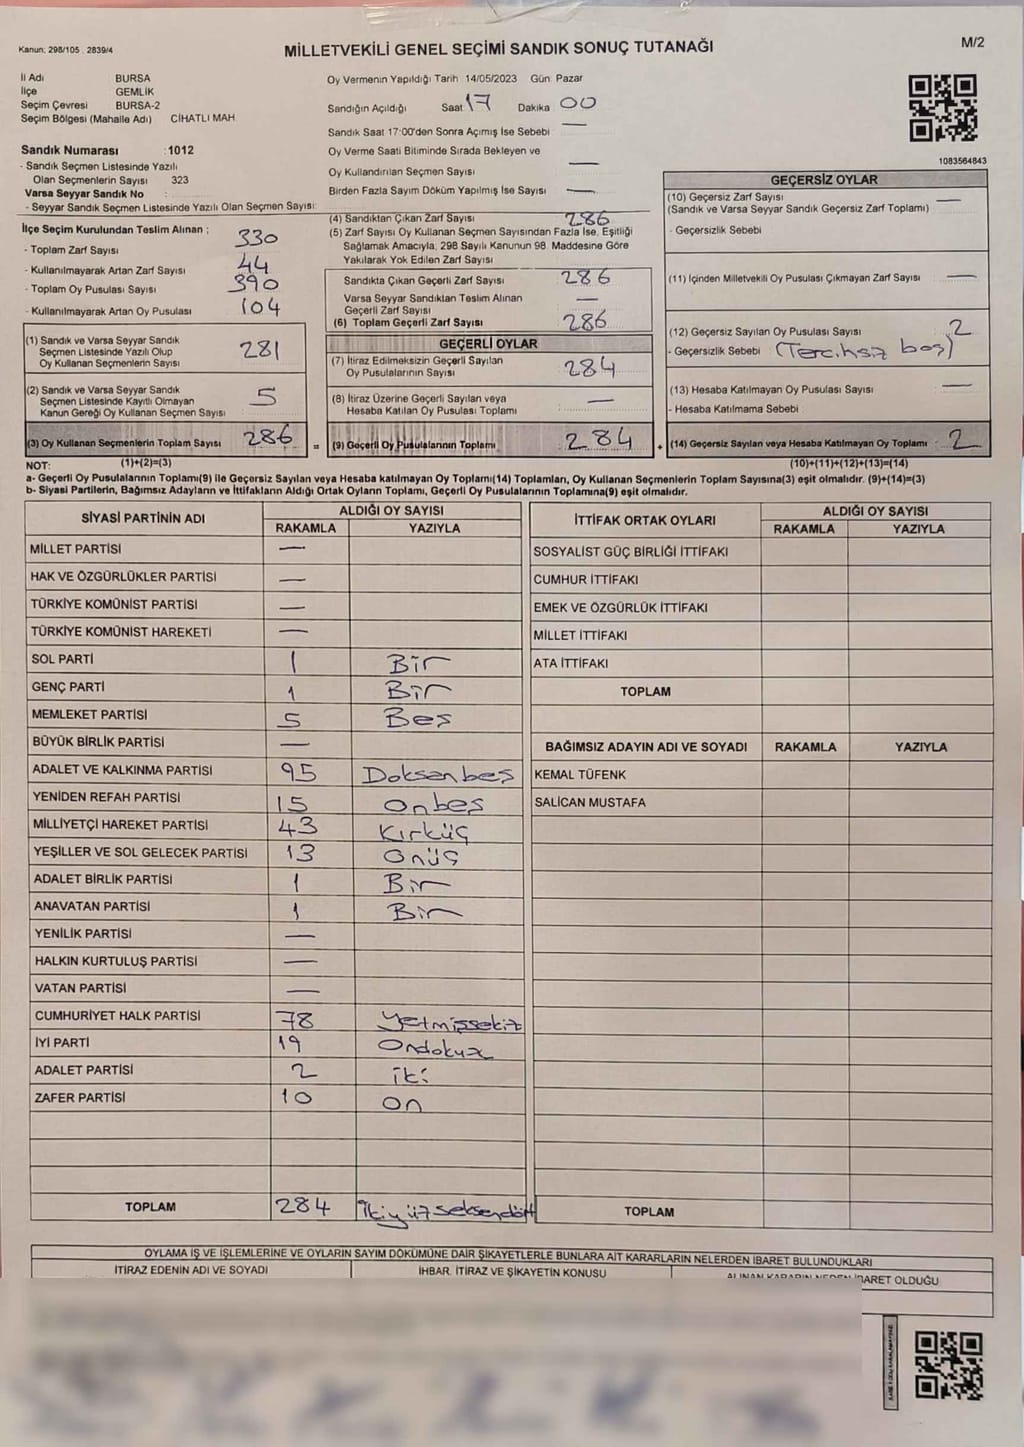 Kanun; 298/105 . 2839/4
MİLLETVEKİLİ GENEL SEÇİMİ SANDIK SONUÇ TUTANAĞI
M/2
İl Adı BURSA
İlçe GEMLİK
Seçim Çevresi BURSA-2
Seçim Bölgesi (Mahalle Adı) CİHATLI MAH.
Sandık Numarası :1012
- Sandık Seçmen Listesinde Yazılı
Olan Seçmenlerin Sayısı 323
Varsa Seyyar Sandık No :
- Seyyar Sandık Seçmen Listesinde Yazılı Olan Seçmen Sayısı:
İlçe Seçim Kurulundan Teslim Alınan ;
- Toplam Zarf Sayısı 330
- Kullanılmayarak Artan Zarf Sayısı 44
- Toplam Oy Pusulası Sayısı 390
- Kullanılmayarak Artan Oy Pusulası 104
(1) Sandık ve Varsa Seyyar Sandık
Seçmen Listesinde Yazılı Olup
Oy Kullanan Seçmenlerin Sayısı 281
(2) Sandık ve Varsa Seyyar Sandık
Seçmen Listesinde Kayıtlı Olmayan
Kanun Gereği Oy Kullanan Seçmen Sayısı 5
(3) Oy Kullanan Seçmenlerin Toplam Sayısı 286 =
(1)+(2)=(3)
Oy Vermenin Yapıldığı Tarih 14/05/2023 Gün: Pazar
Sandığın Açıldığı Saat 17 Dakika 00
Sandık Saat 17:00'den Sonra Açımış İse Sebebi —
Oy Verme Saati Bitiminde Sırada Bekleyen ve
Oy Kullandırılan Seçmen Sayısı —
Birden Fazla Sayım Döküm Yapılmış İse Sayısı —
(4) Sandıktan Çıkan Zarf Sayısı 286
(5) Zarf Sayısı Oy Kullanan Seçmen Sayısından Fazla İse, Eşitliği
Sağlamak Amacıyla, 298 Sayılı Kanunun 98. Maddesine Göre
Yakılarak Yok Edilen Zarf Sayısı
Sandıkta Çıkan Geçerli Zarf Sayısı 286
Varsa Seyyar Sandıktan Teslim Alınan
Geçerli Zarf Sayısı —
(6) Toplam Geçerli Zarf Sayısı 286
GEÇERLİ OYLAR
(7) İtiraz Edilmeksizin Geçerli Sayılan
Oy Pusulalarının Sayısı 284
(8) İtiraz Üzerine Geçerli Sayılan veya
Hesaba Katılan Oy Pusulası Toplamı —
(9) Geçerli Oy Pusulalarının Toplamı 284 +
1083564843
GEÇERSİZ OYLAR
(10) Geçersiz Zarf Sayısı —
(Sandık ve Varsa Seyyar Sandık Geçersiz Zarf Toplamı)
- Geçersizlik Sebebi
(11) İçinden Milletvekili Oy Pusulası Çıkmayan Zarf Sayısı —
(12) Geçersiz Sayılan Oy Pusulası Sayısı 2
- Geçersizlik Sebebi (Tercihsiz boş)
(13) Hesaba Katılmayan Oy Pusulası Sayısı —
- Hesaba Katılmama Sebebi
(14) Geçersiz Sayılan veya Hesaba Katılmayan Oy Toplamı 2
(10)+(11)+(12)+(13)=(14)
NOT:
a- Geçerli Oy Pusulalarının Toplamı(9) ile Geçersiz Sayılan veya Hesaba katılmayan Oy Toplamı(14) Toplamları, Oy Kullanan Seçmenlerin Toplam Sayısına(3) eşit olmalıdır. (9)+(14)=(3)
b- Siyasi Partilerin, Bağımsız Adayların ve İttifakların Aldığı Ortak Oyların Toplamı, Geçerli Oy Pusulalarının Toplamına(9) eşit olmalıdır.
SİYASİ PARTİNİN ADI ALDIĞI OY SAYISI
RAKAMLA YAZIYLA
MİLLET PARTİSİ —
HAK VE ÖZGÜRLÜKLER PARTİSİ —
TÜRKİYE KOMÜNİST PARTİSİ —
TÜRKİYE KOMÜNİST HAREKETİ —
SOL PARTİ 1 Bir
GENÇ PARTİ 1 Bir
MEMLEKET PARTİSİ 5 Beş
BÜYÜK BİRLİK PARTİSİ —
ADALET VE KALKINMA PARTİSİ 95 Doksanbeş
YENİDEN REFAH PARTİSİ 15 Onbeş
MİLLİYETÇİ HAREKET PARTİSİ 43 Kırküç
YEŞİLLER VE SOL GELECEK PARTİSİ 13 Onüç
ADALET BİRLİK PARTİSİ 1 Bir
ANAVATAN PARTİSİ 1 Bir
YENİLİK PARTİSİ —
HALKIN KURTULUŞ PARTİSİ —
VATAN PARTİSİ —
CUMHURİYET HALK PARTİSİ 78 Yetmişsekiz
İYİ PARTİ 19 Ondokuz
ADALET PARTİSİ 2 iki
ZAFER PARTİSİ 10 On
TOPLAM 284 İkiyüzseksendört
İTTİFAK ORTAK OYLARI ALDIĞI OY SAYISI
RAKAMLA YAZIYLA
SOSYALİST GÜÇ BİRLİĞİ İTTİFAKI
CUMHUR İTTİFAKI
EMEK VE ÖZGÜRLÜK İTTİFAKI
MİLLET İTTİFAKI
ATA İTTİFAKI
TOPLAM
BAĞIMSIZ ADAYIN ADI VE SOYADI RAKAMLA YAZIYLA
KEMAL TÜFENK
SALİCAN MUSTAFA
TOPLAM
OYLAMA İŞ VE İŞLEMLERİNE VE OYLARIN SAYIM DÖKÜMÜNE DAİR ŞİKAYETLERLE BUNLARA AİT KARARLARIN NELERDEN İBARET BULUNDUKLARI
İTİRAZ EDENİN ADI VE SOYADI İHBAR, İTİRAZ VE ŞİKAYETİN KONUSU ALINAN KARARIN NEDEN İBARET OLDUĞU